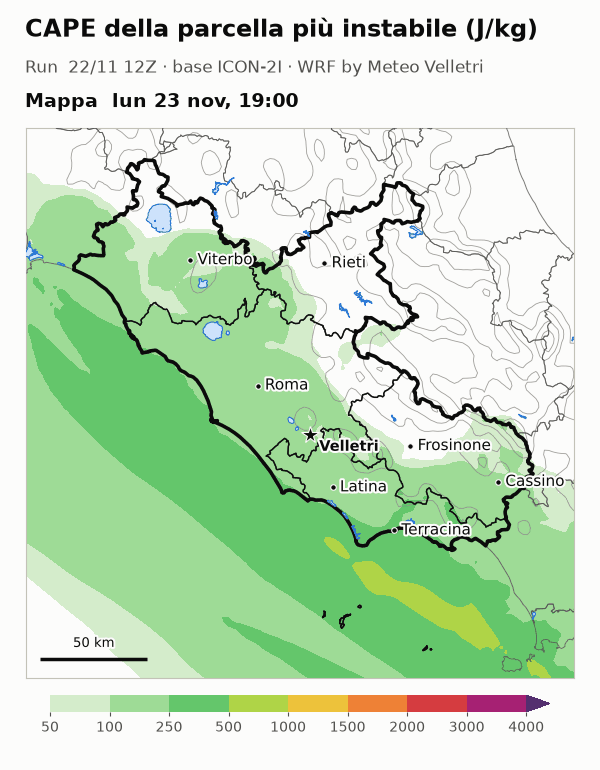 CAPE della parcella più instabile (J/kg)
Run  22/11 12Z · base ICON-2I · WRF by Meteo Velletri
Mappa  lun 23 nov, 19:00
Viterbo
Rieti
Roma
Velletri
Frosinone
Latina
Cassino
Terracina
50 km
50 100 250 500 1000 1500 2000 3000 4000